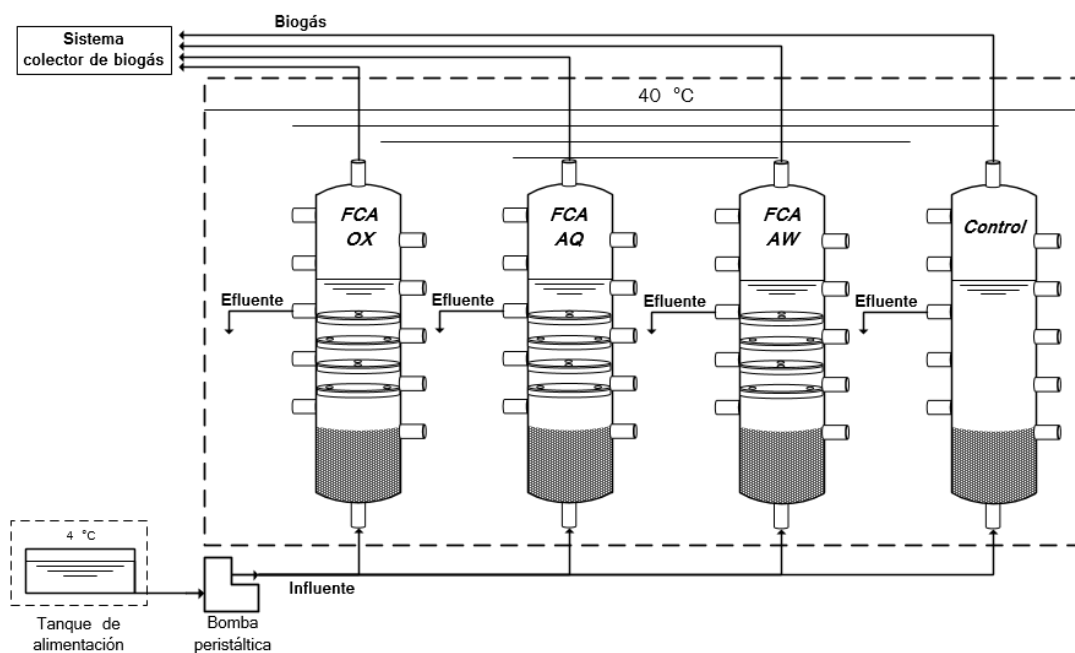 Biogás
Sistema
colector de biogás
40 °C
FCA
OX
FCA
AQ
FCA
AW
Control
Efluente
Efluente
Efluente
Efluente
4 °C
Influente
Tanque de
alimentación
Bomba
peristáltica